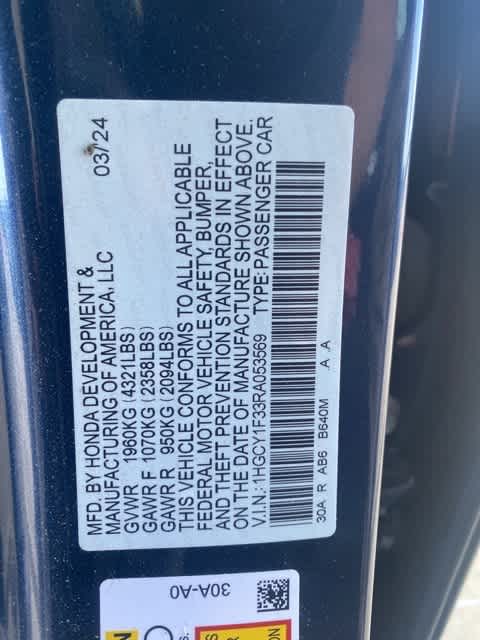 MFD. BY HONDA DEVELOPMENT &
MANUFACTURING OF AMERICA, LLC 03/24
GVWR 1960KG (4321LBS)
GAWR F 1070KG (2358LBS)
GAWR R 950KG (2094LBS)
THIS VEHICLE CONFORMS TO ALL APPLICABLE
FEDERAL MOTOR VEHICLE SAFETY, BUMPER,
AND THEFT PREVENTION STANDARDS IN EFFECT
ON THE DATE OF MANUFACTURE SHOWN ABOVE.
V.I.N.: 1HGCY1F33RA053569 TYPE: PASSENGER CAR
30A R AB6 B640M A A
30A-A0